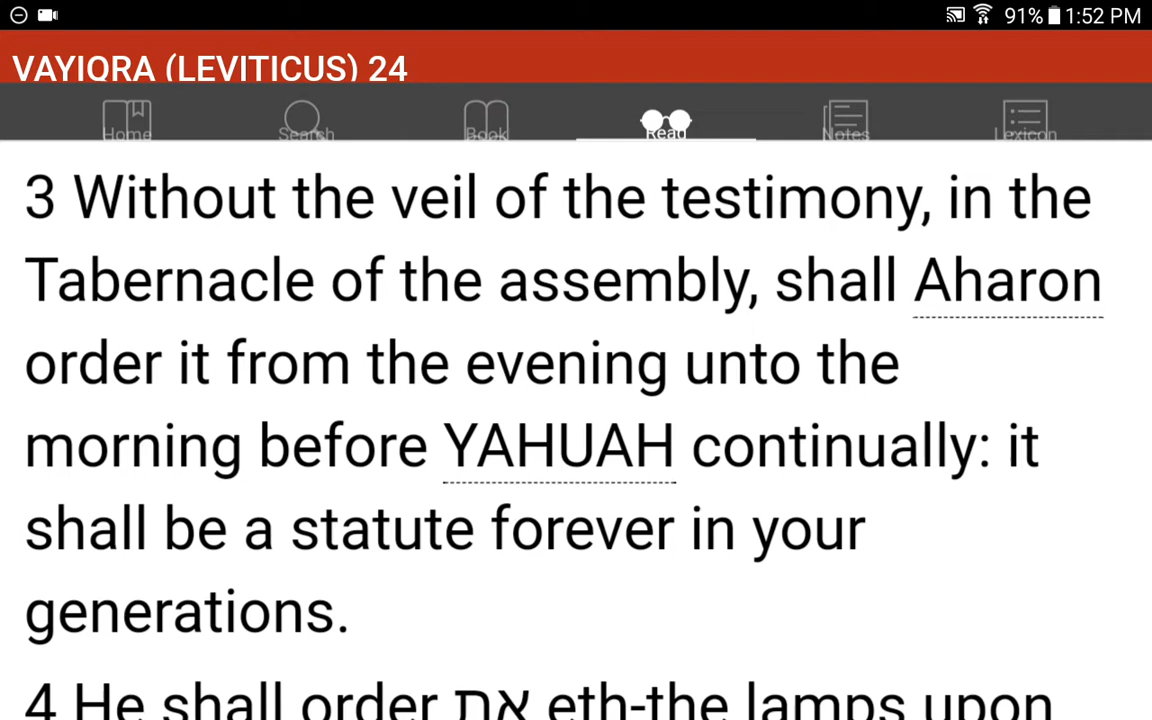 91% 1:52 PM
VAYIQRA (LEVITICUS) 24
Home Search Book Read Notes Lexicon
3 Without the veil of the testimony, in the
Tabernacle of the assembly, shall Aharon
order it from the evening unto the
morning before YAHUAH continually: it
shall be a statute forever in your
generations.
4 He shall order את eth-the lamps upon